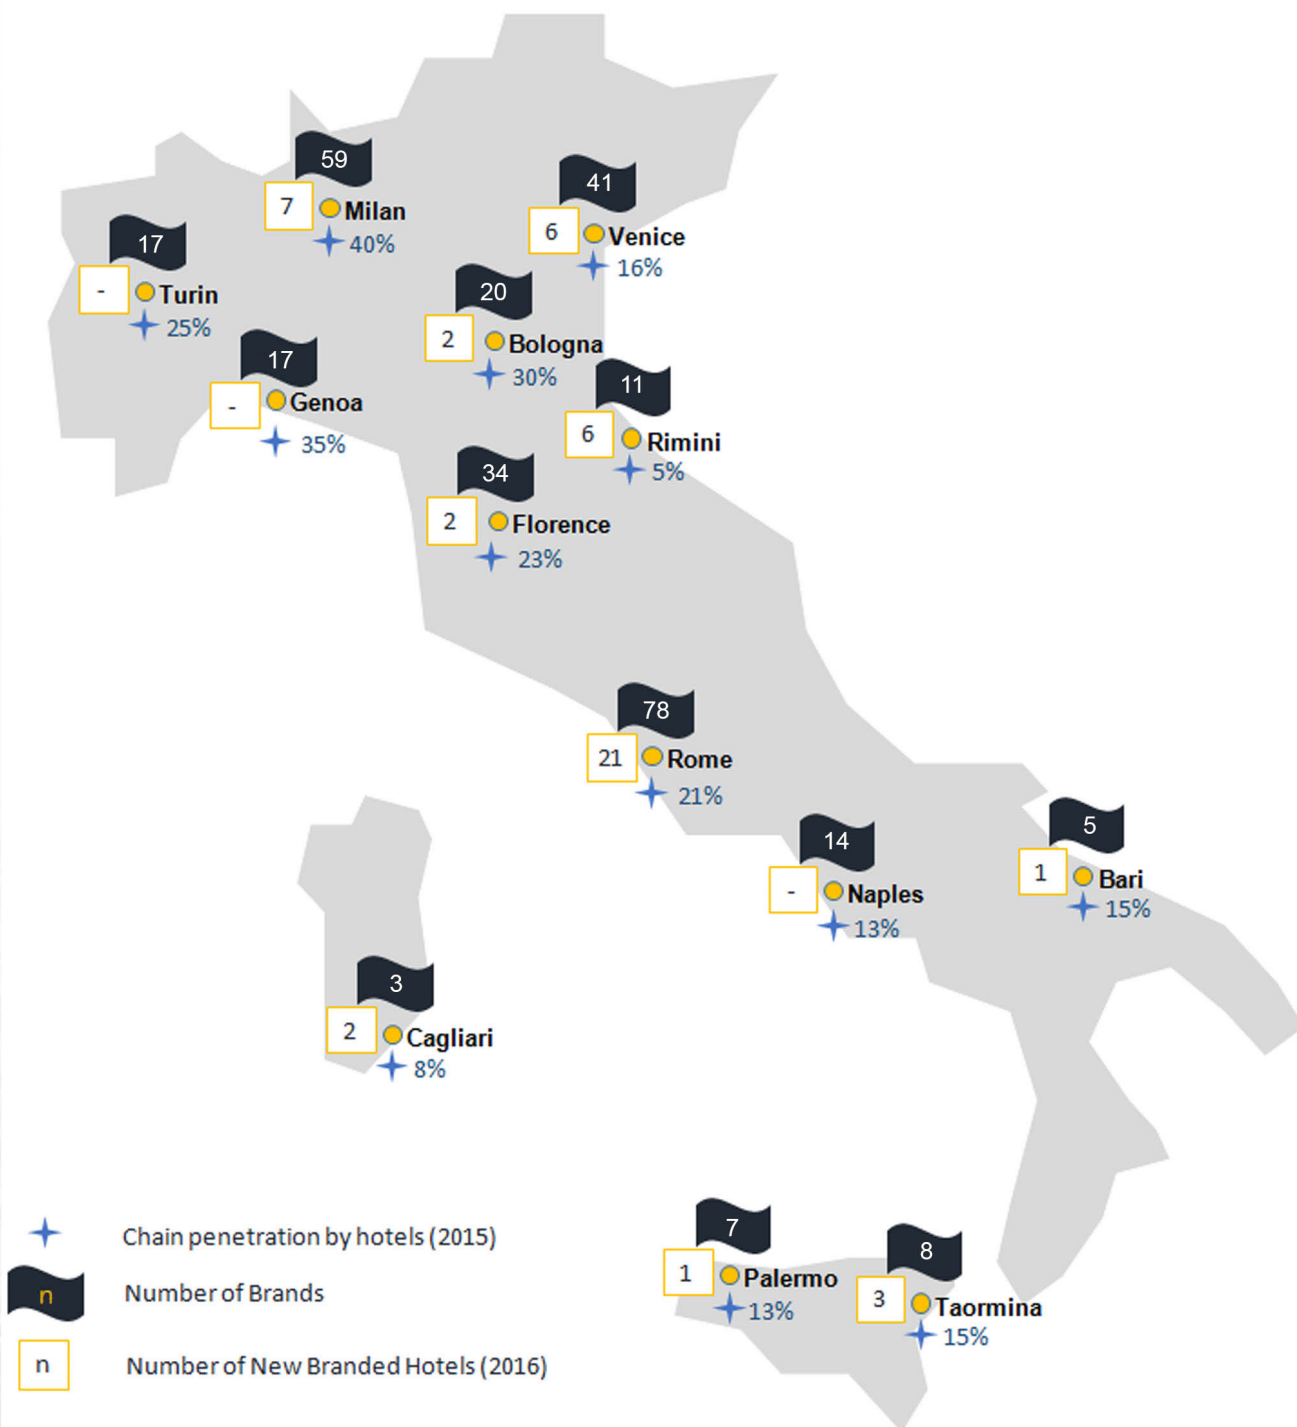 59
7
Milan
40%
41
6
Venice
16%
17
-
Turin
25%
20
2
Bologna
30%
17
-
Genoa
35%
11
6
Rimini
5%
34
2
Florence
23%
78
21
Rome
21%
14
-
Naples
13%
5
1
Bari
15%
3
2
Cagliari
8%
7
1
Palermo
13%
8
3
Taormina
15%
Chain penetration by hotels (2015)
n Number of Brands
n Number of New Branded Hotels (2016)